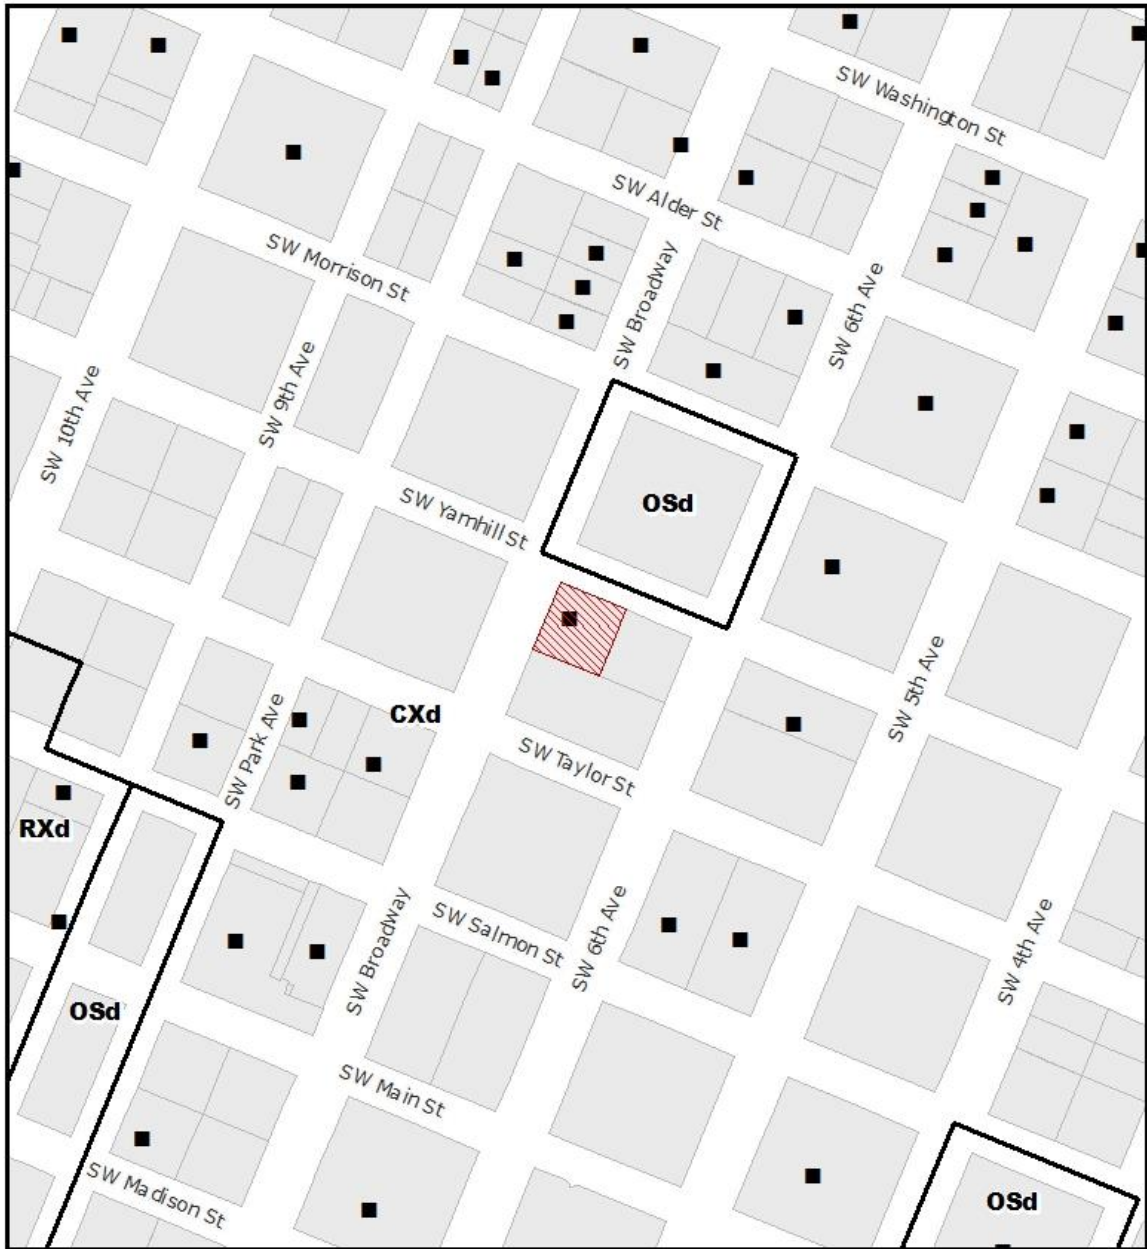 SW Washington St
SW Alder St
SW Morrison St
SW Broadway
SW 6th Ave
SW 9th Ave
SW 10th Ave
OSd
SW Yamhill St
SW 5th Ave
CXd
SW Park Ave
SW Taylor St
RXd
SW Broadway
SW Salmon St
SW 6th Ave
SW 4th Ave
OSd
SW Main St
SW Madison St
OSd